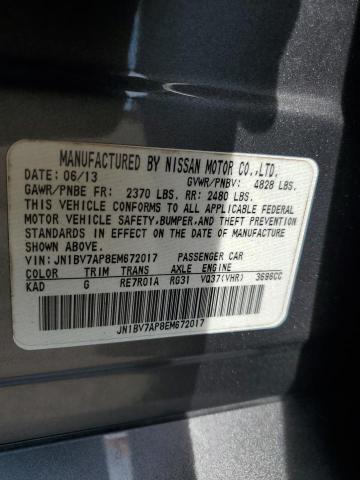 MANUFACTURED BY NISSAN MOTOR CO.,LTD.
DATE: 06/13 GVWR/PNBV: 4828 LBS.
GAWR/PNBE FR: 2370 LBS. RR: 2480 LBS.
THIS VEHICLE CONFORMS TO ALL APPLICABLE FEDERAL
MOTOR VEHICLE SAFETY,BUMPER,AND THEFT PREVENTION
STANDARDS IN EFFECT ON THE DATE OF MANUFACTURE
SHOWN ABOVE.
VIN: JN1BV7AP8EM672017 PASSENGER CAR
COLOR TRIM TRANS AXLE ENGINE
KAD G RE7R01A RG31 VQ37(VHR) 3696CC
JN1BV7AP8EM672017